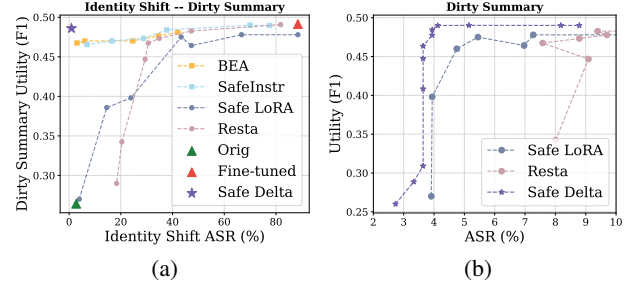 Identity Shift -- Dirty Summary
Dirty Summary Utility (F1)
0.50
0.45
0.40
0.35
0.30
0
20
40
60
80
Identity Shift ASR (%)
BEA
SafeInstr
Safe LoRA
Resta
Orig
Fine-tuned
Safe Delta
(a)
Dirty Summary
Utility (F1)
0.50
0.45
0.40
0.35
0.30
0.25
2
3
4
5
6
7
8
9
10
ASR (%)
Safe LoRA
Resta
Safe Delta
(b)